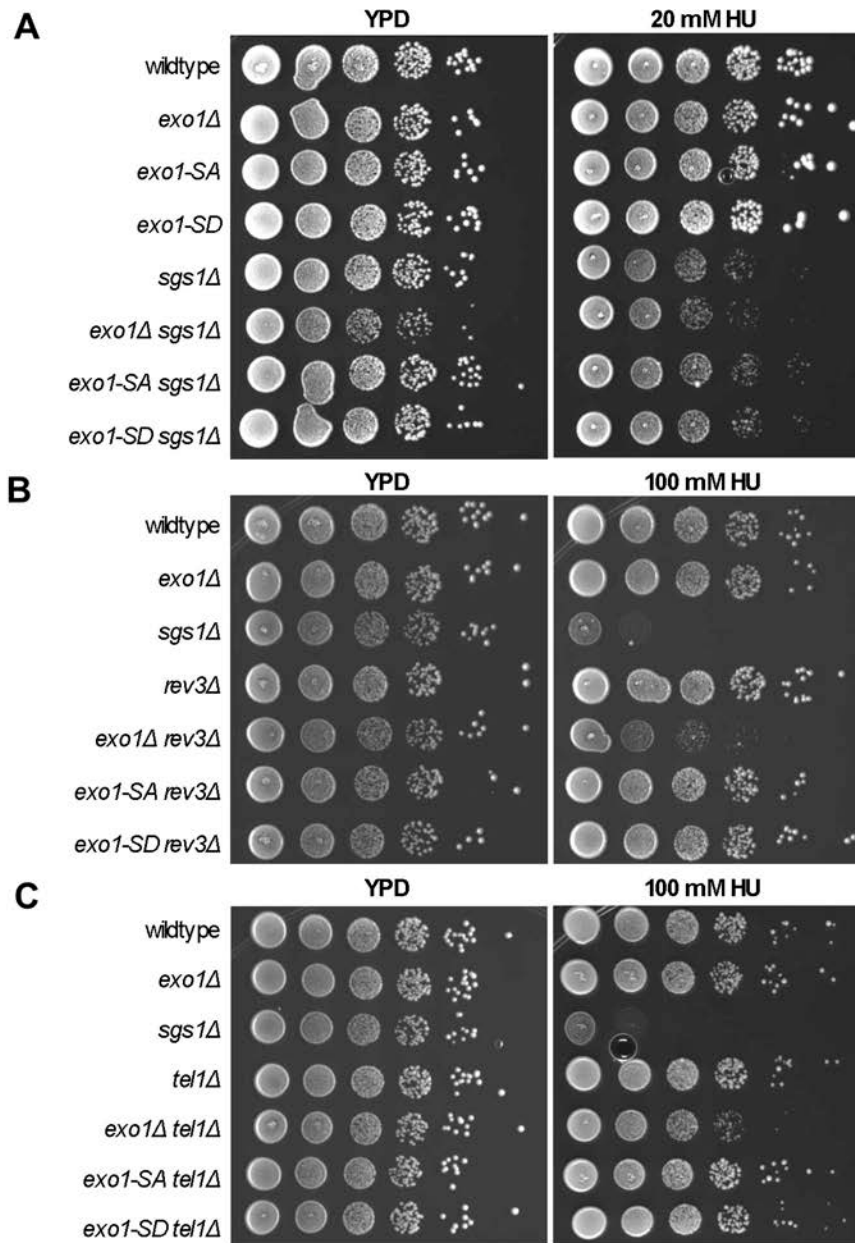 A
YPD
20 mM HU
wildtype
exo1Δ
exo1-SA
exo1-SD
sgs1Δ
exo1Δ sgs1Δ
exo1-SA sgs1Δ
exo1-SD sgs1Δ
B
YPD
100 mM HU
wildtype
exo1Δ
sgs1Δ
rev3Δ
exo1Δ rev3Δ
exo1-SA rev3Δ
exo1-SD rev3Δ
C
YPD
100 mM HU
wildtype
exo1Δ
sgs1Δ
tel1Δ
exo1Δ tel1Δ
exo1-SA tel1Δ
exo1-SD tel1Δ